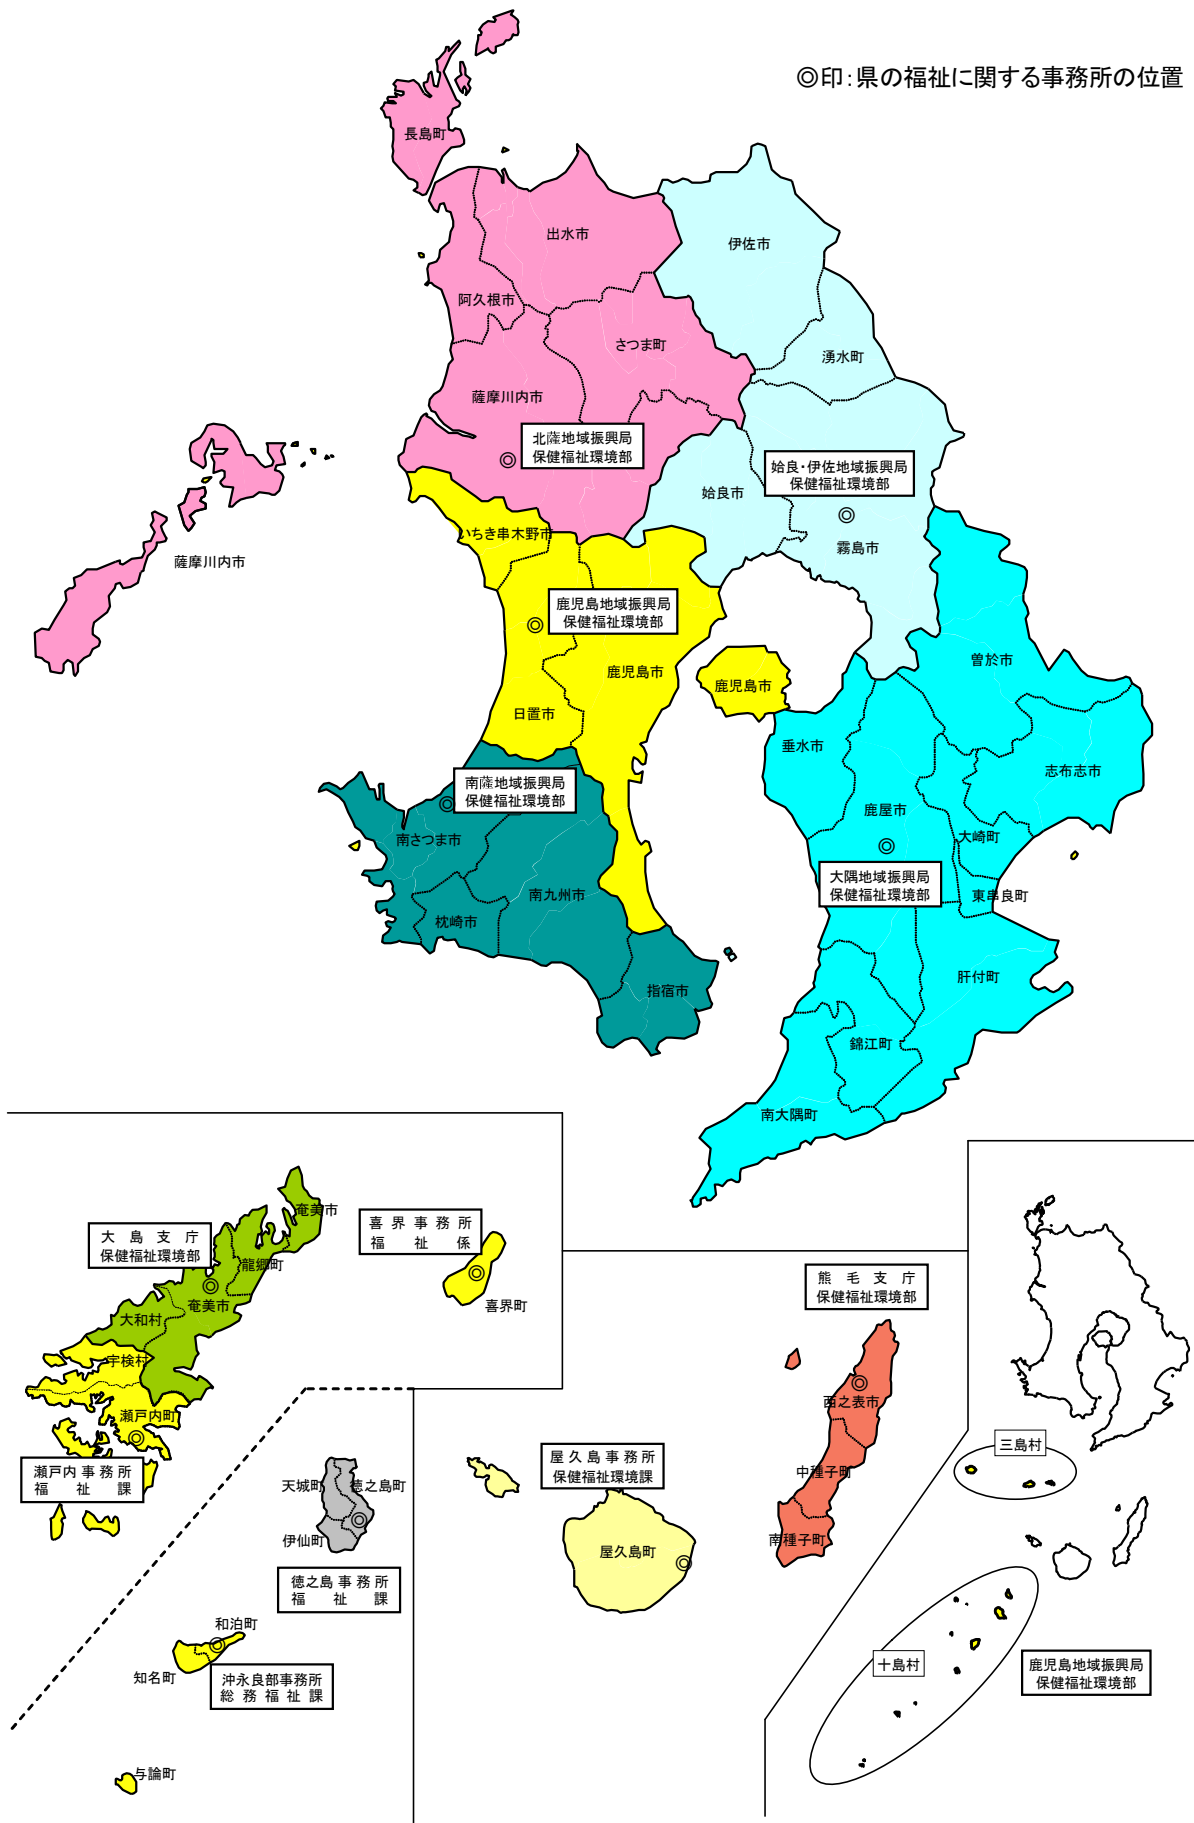 ◎印：県の福祉に関する事務所の位置
長島町
出水市
伊佐市
阿久根市
さつま町
湧水町
薩摩川内市
北薩地域振興局
保健福祉環境部
姶良・伊佐地域振興局
保健福祉環境部
姶良市
いちき串木野市
霧島市
薩摩川内市
鹿児島地域振興局
保健福祉環境部
曽於市
鹿児島市
鹿児島市
日置市
垂水市
志布志市
南薩地域振興局
保健福祉環境部
鹿屋市
大崎町
南さつま市
大隅地域振興局
保健福祉環境部
南九州市
東串良町
枕崎市
肝付町
指宿市
錦江町
南大隅町
奄美市
大島支庁
保健福祉環境部
喜界事務所
福祉係
龍郷町
熊毛支庁
保健福祉環境部
奄美市
喜界町
大和村
宇検村
西之表市
瀬戸内町
三島村
瀬戸内事務所
福祉課
屋久島事務所
保健福祉環境課
中種子町
天城町
徳之島町
伊仙町
南種子町
屋久島町
徳之島事務所
福祉課
和泊町
十島村
鹿児島地域振興局
保健福祉環境部
知名町
沖永良部事務所
総務福祉課
与論町